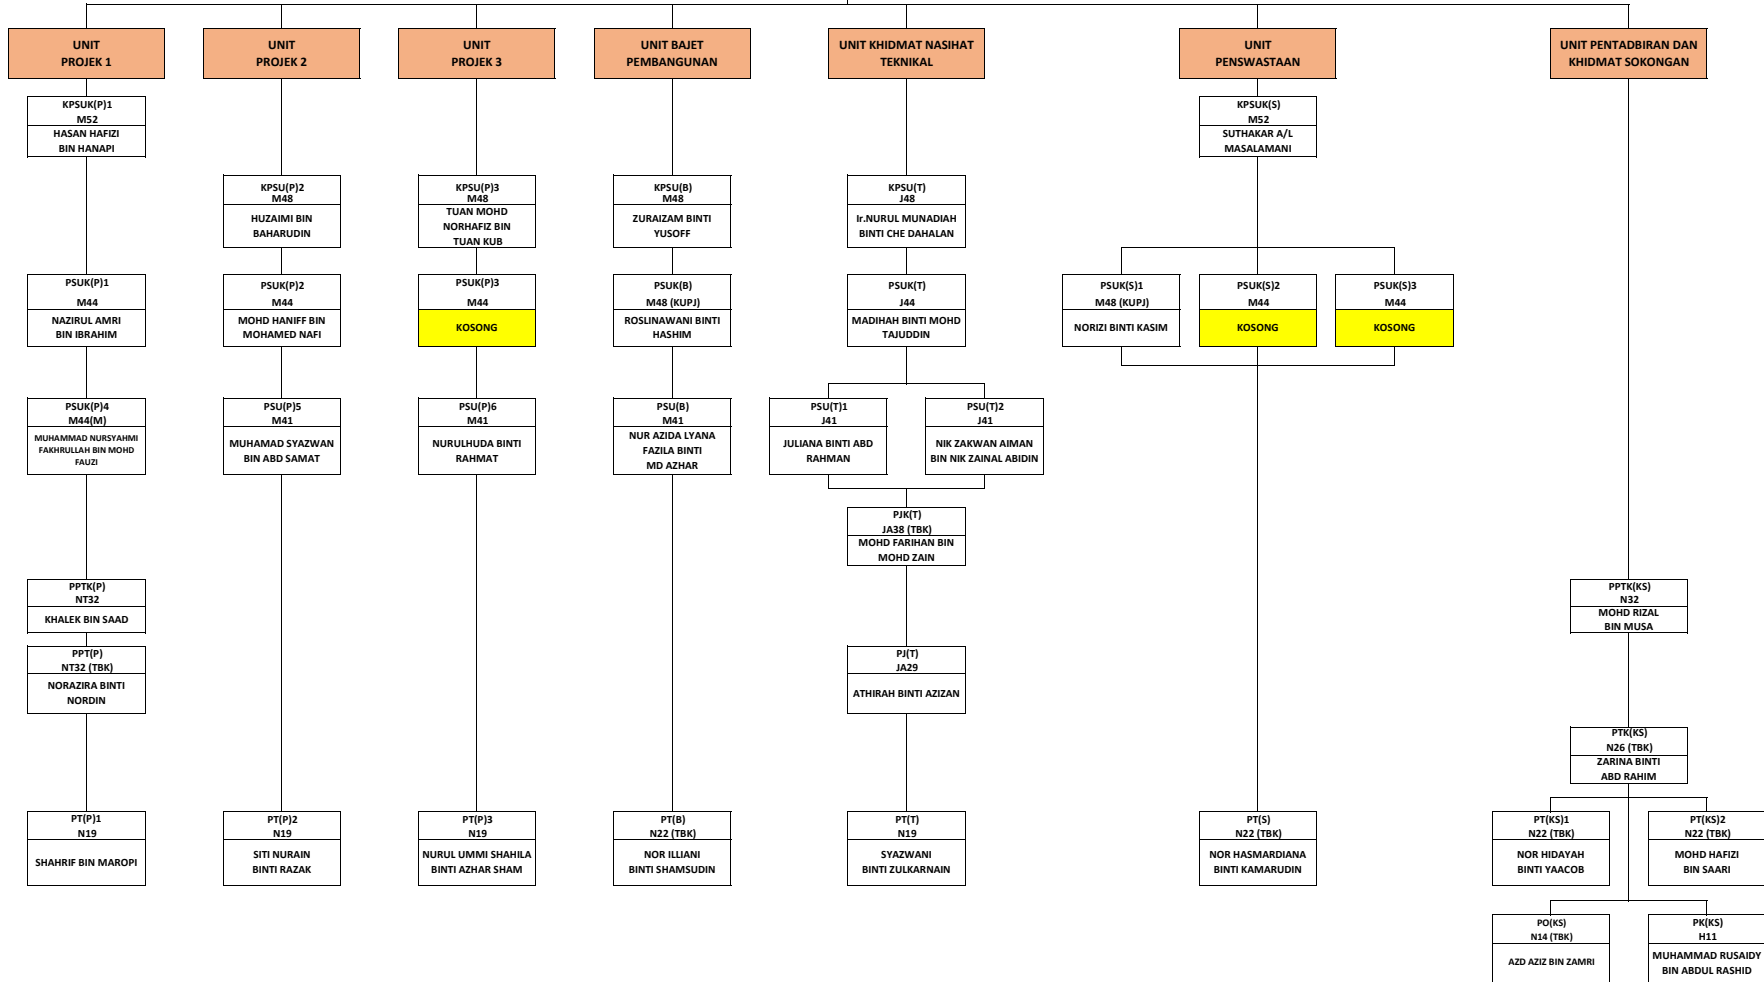 UNIT
PROJEK 1
UNIT
PROJEK 2
UNIT
PROJEK 3
UNIT BAJET
PEMBANGUNAN
UNIT KHIDMAT NASIHAT
TEKNIKAL
UNIT
PENSWASTAAN
UNIT PENTADBIRAN DAN
KHIDMAT SOKONGAN
KPSUK(P)1
M52
HASAN HAFIZI
BIN HANAPI
KPSUK(S)
M52
SUTHAKAR A/L
MASALAMANI
KPSU(P)2
M48
HUZAIMI BIN
BAHARUDIN
KPSU(P)3
M48
TUAN MOHD
NORHAFIZ BIN
TUAN KUB
KPSU(B)
M48
ZURAIZAM BINTI
YUSOFF
KPSU(T)
J48
Ir.NURUL MUNADIAH
BINTI CHE DAHALAN
PSUK(P)1
M44
NAZIRUL AMRI
BIN IBRAHIM
PSUK(P)2
M44
MOHD HANIFF BIN
MOHAMED NAFI
PSUK(P)3
M44
KOSONG
PSUK(B)
M48 (KUPJ)
ROSLINAWANI BINTI
HASHIM
PSUK(T)
J44
MADIHAH BINTI MOHD
TAJUDDIN
PSUK(S)1
M48 (KUPJ)
NORIZI BINTI KASIM
PSUK(S)2
M44
KOSONG
PSUK(S)3
M44
KOSONG
PSUK(P)4
M44(M)
MUHAMMAD NURSYAHMI
FAKHRULLAH BIN MOHD
FAUZI
PSU(P)5
M41
MUHAMAD SYAZWAN
BIN ABD SAMAT
PSU(P)6
M41
NURULHUDA BINTI
RAHMAT
PSU(B)
M41
NUR AZIDA LYANA
FAZILA BINTI
MD AZHAR
PSU(T)1
J41
JULIANA BINTI ABD
RAHMAN
PSU(T)2
J41
NIK ZAKWAN AIMAN
BIN NIK ZAINAL ABIDIN
PJK(T)
JA38 (TBK)
MOHD FARIHAN BIN
MOHD ZAIN
PPTK(P)
NT32
KHALEK BIN SAAD
PPTK(KS)
N32
MOHD RIZAL
BIN MUSA
PPT(P)
NT32 (TBK)
NORAZIRA BINTI
NORDIN
PJ(T)
JA29
ATHIRAH BINTI AZIZAN
PTK(KS)
N26 (TBK)
ZARINA BINTI
ABD RAHIM
PT(P)1
N19
SHAHRIF BIN MAROPI
PT(P)2
N19
SITI NURAIN
BINTI RAZAK
PT(P)3
N19
NURUL UMMI SHAHILA
BINTI AZHAR SHAM
PT(B)
N22 (TBK)
NOR ILLIANI
BINTI SHAMSUDIN
PT(T)
N19
SYAZWANI
BINTI ZULKARNAIN
PT(S)
N22 (TBK)
NOR HASMARDIANA
BINTI KAMARUDIN
PT(KS)1
N22 (TBK)
NOR HIDAYAH
BINTI YAACOB
PT(KS)2
N22 (TBK)
MOHD HAFIZI
BIN SAARI
PO(KS)
N14 (TBK)
AZD AZIZ BIN ZAMRI
PK(KS)
H11
MUHAMMAD RUSAIDY
BIN ABDUL RASHID